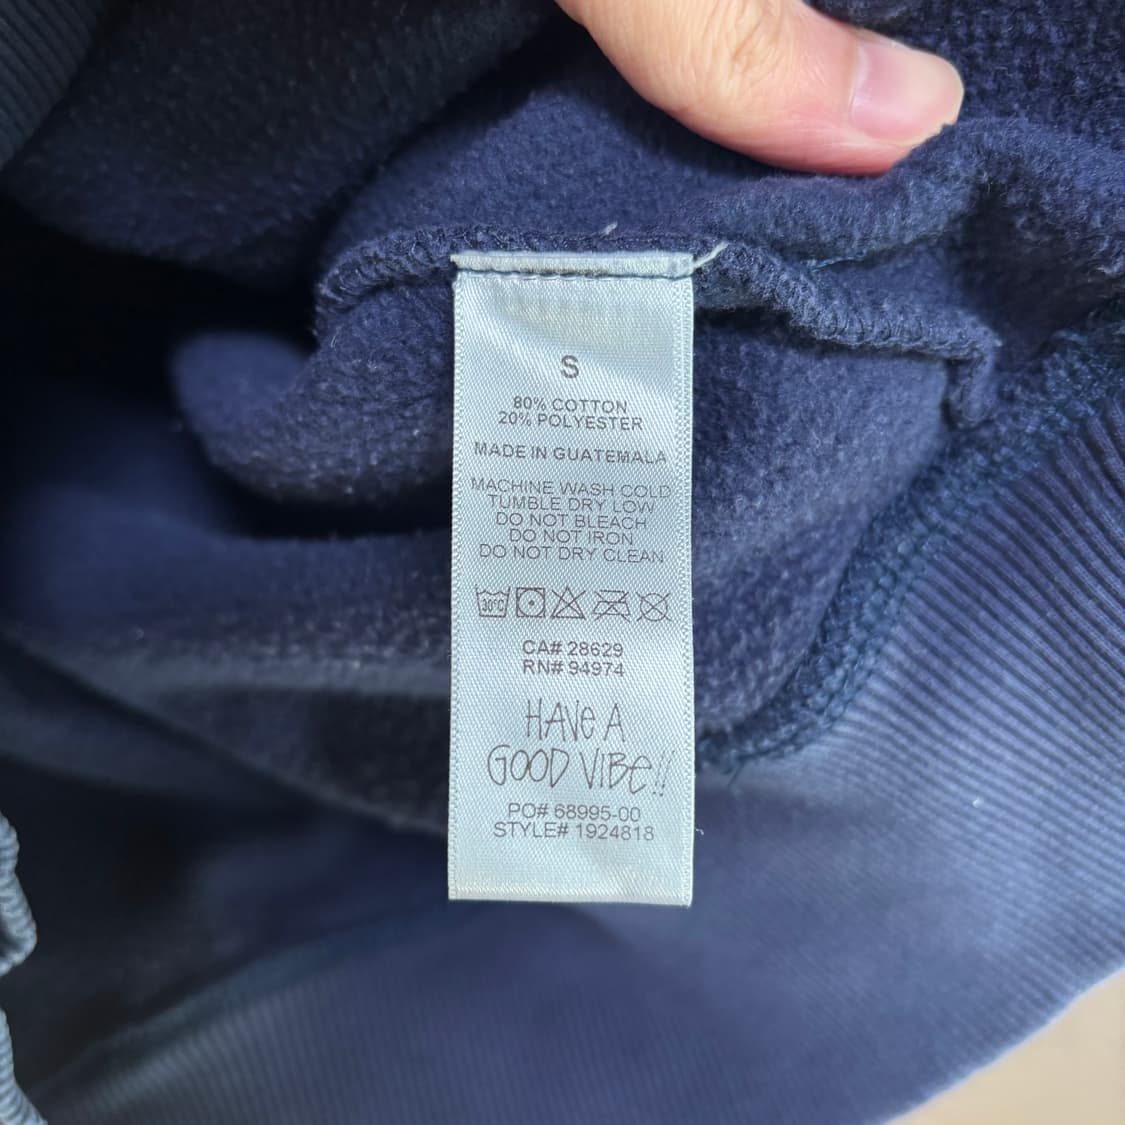 S
80% COTTON
20% POLYESTER
MADE IN GUATEMALA
MACHINE WASH COLD
TUMBLE DRY LOW
DO NOT BLEACH
DO NOT IRON
DO NOT DRY CLEAN
30°C
CA# 28629
RN# 94974
HAVE A
GOOD VIBE!!
PO# 68995-00
STYLE# 1924818